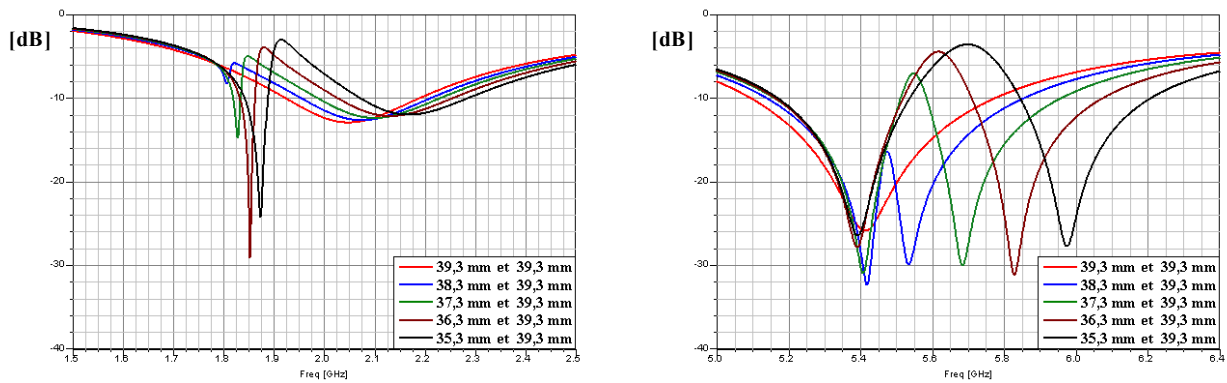 [dB]
0
-10
-20
-30
-40
1.5
1.6
1.7
1.8
1.9
2.0
2.1
2.2
2.3
2.4
2.5
Freq [GHz]
39,3 mm et 39,3 mm
38,3 mm et 39,3 mm
37,3 mm et 39,3 mm
36,3 mm et 39,3 mm
35,3 mm et 39,3 mm
[dB]
0
-10
-20
-30
-40
5.0
5.2
5.4
5.6
5.8
6.0
6.2
6.4
Freq [GHz]
39,3 mm et 39,3 mm
38,3 mm et 39,3 mm
37,3 mm et 39,3 mm
36,3 mm et 39,3 mm
35,3 mm et 39,3 mm